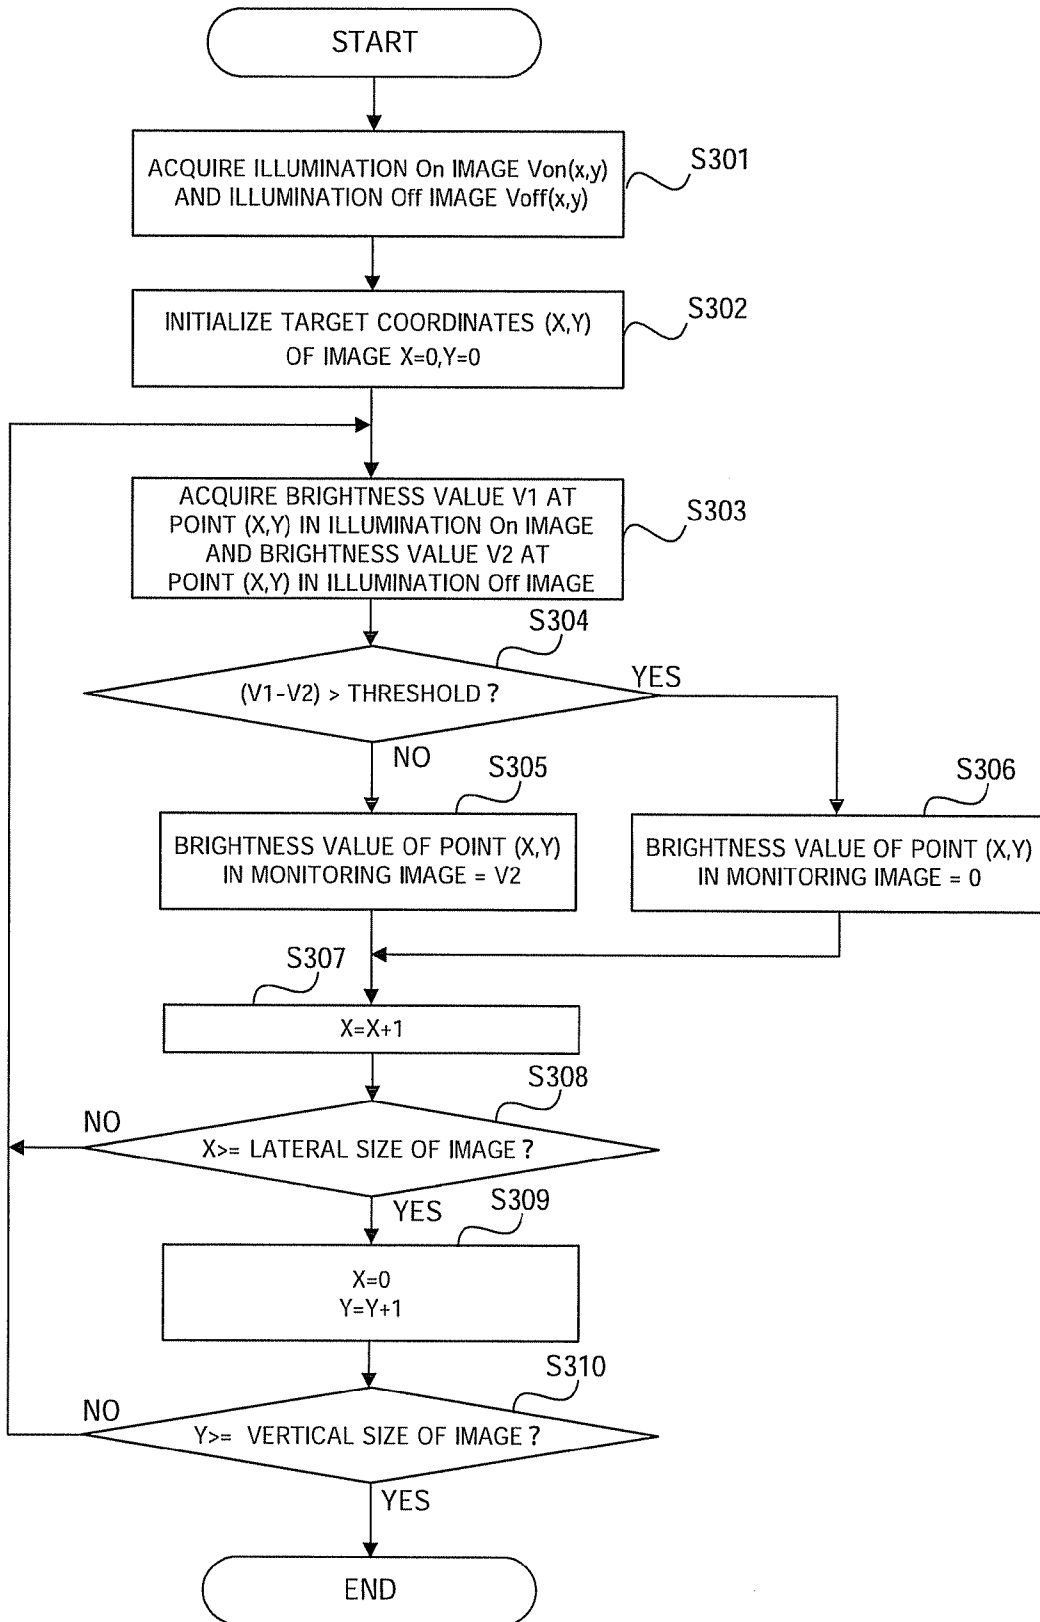 START
ACQUIRE ILLUMINATION On IMAGE Von(x,y)
AND ILLUMINATION Off IMAGE Voff(x,y)
S301
INITIALIZE TARGET COORDINATES (X,Y)
OF IMAGE X=0,Y=0
S302
ACQUIRE BRIGHTNESS VALUE V1 AT
POINT (X,Y) IN ILLUMINATION On IMAGE
AND BRIGHTNESS VALUE V2 AT
POINT (X,Y) IN ILLUMINATION Off IMAGE
S303
S304
(V1-V2) > THRESHOLD ?
YES
NO
S305
BRIGHTNESS VALUE OF POINT (X,Y)
IN MONITORING IMAGE = V2
S306
BRIGHTNESS VALUE OF POINT (X,Y)
IN MONITORING IMAGE = 0
S307
X=X+1
S308
NO
X>= LATERAL SIZE OF IMAGE ?
YES
S309
X=0
Y=Y+1
S310
NO
Y>= VERTICAL SIZE OF IMAGE ?
YES
END